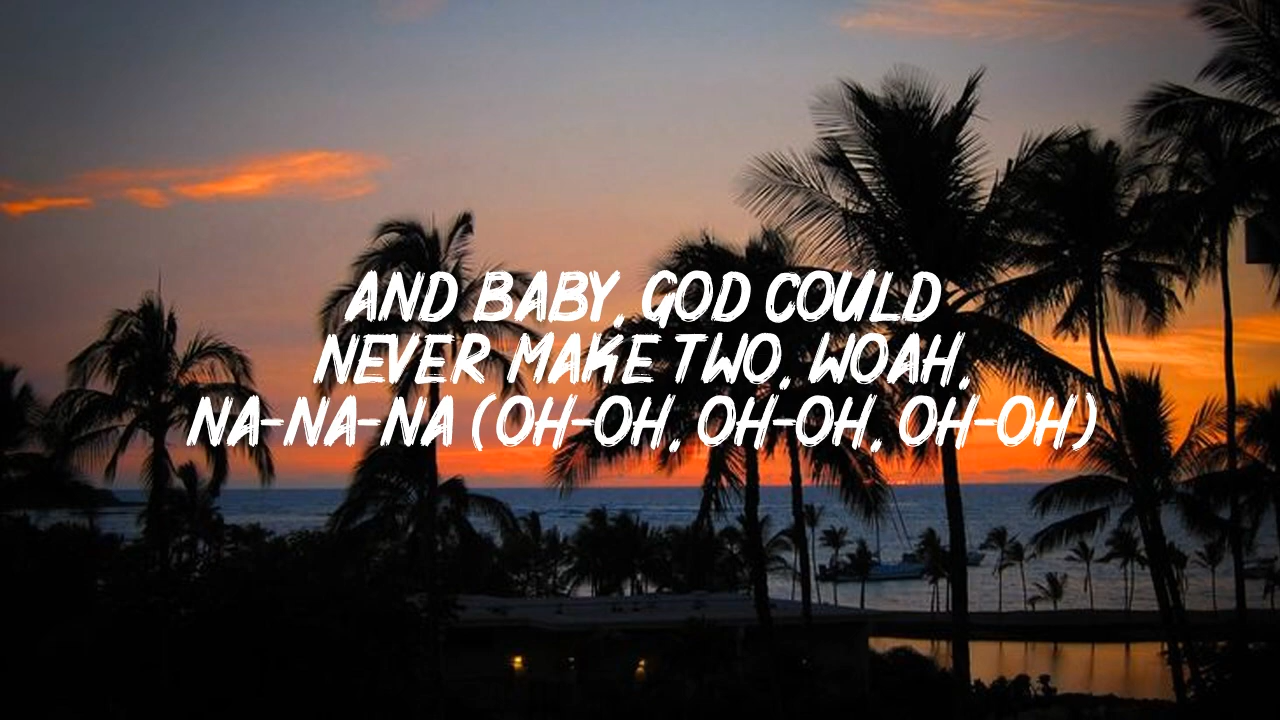 AND BABY, GOD COULD
NEVER MAKE TWO, WOAH,
NA-NA-NA (OH-OH, OH-OH, OH-OH)